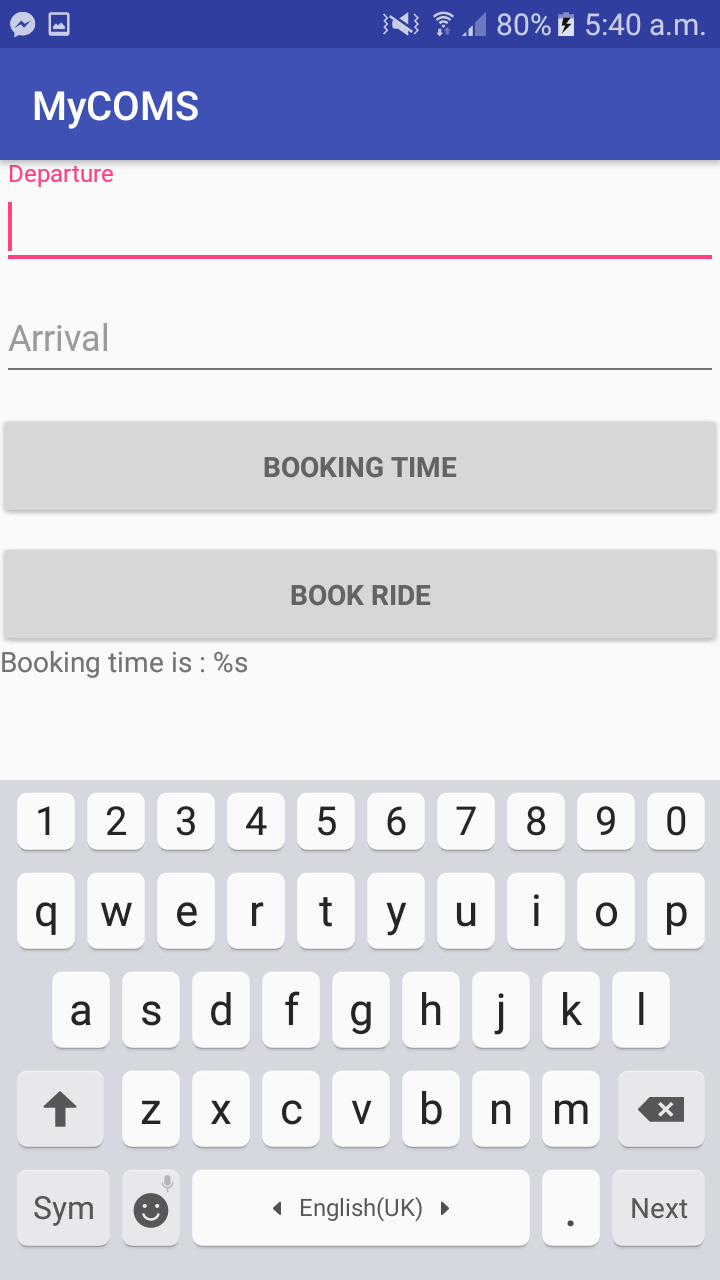 80% 5:40 a.m.
MyCOMS
Departure
Arrival
BOOKING TIME
BOOK RIDE
Booking time is : %s
1 2 3 4 5 6 7 8 9 0
q w e r t y u i o p
a s d f g h j k l
z x c v b n m
Sym English(UK) . Next